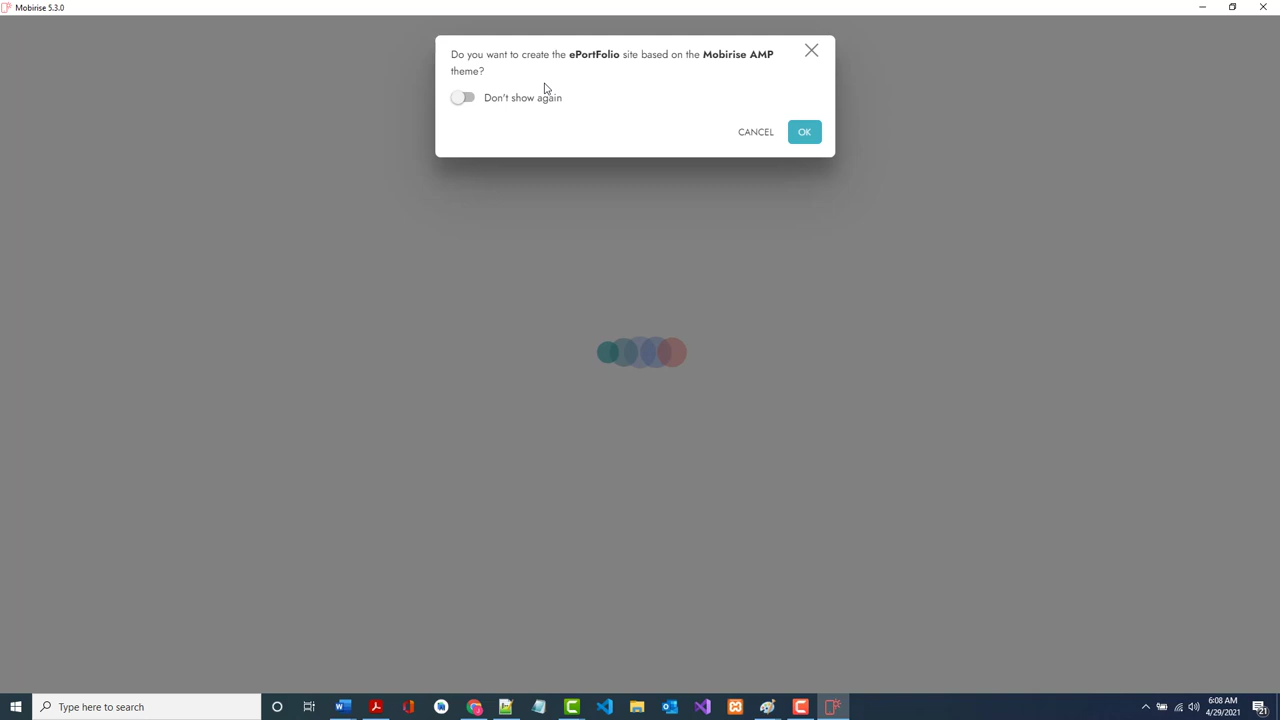 Mobirise 5.3.0
Do you want to create the ePortFolio site based on the Mobirise AMP
theme?
Don't show again
CANCEL
OK
Type here to search
6:08 AM
4/29/2021